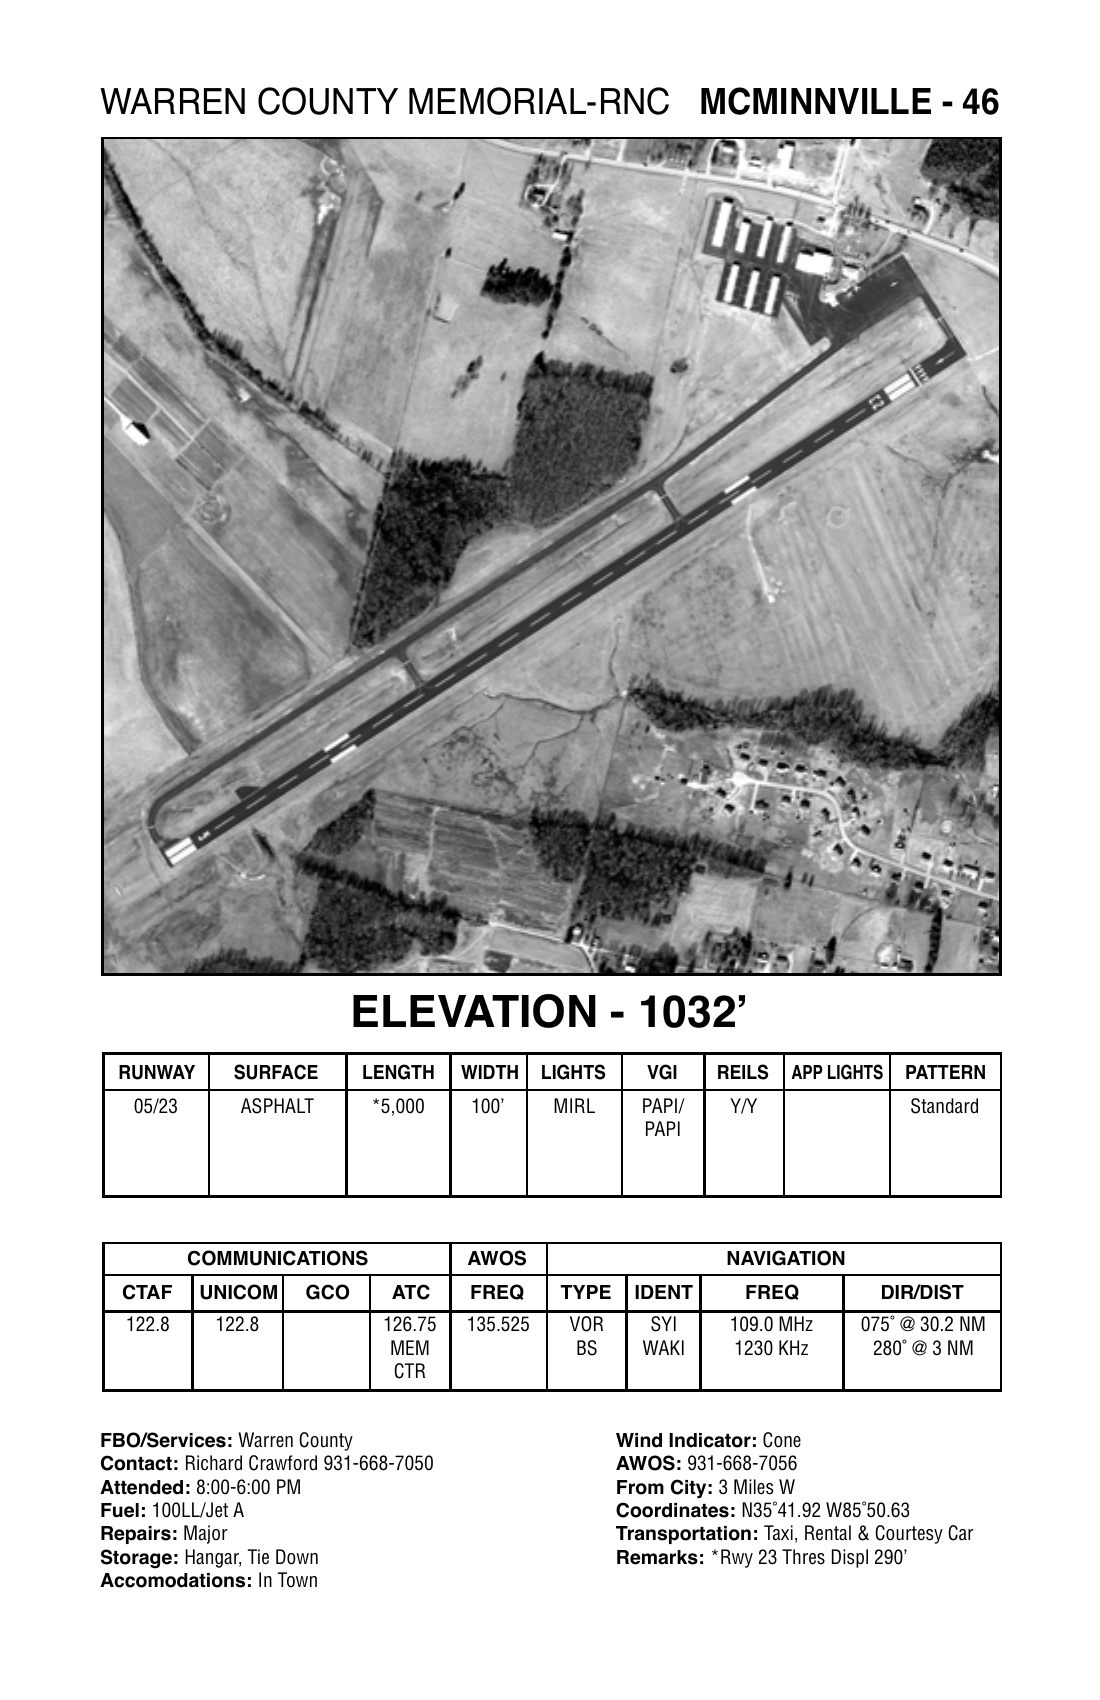 WARREN COUNTY MEMORIAL-RNC MCMINNVILLE - 46
23
ELEVATION - 1032’
RUNWAY SURFACE LENGTH WIDTH LIGHTS VGI REILS APP LIGHTS PATTERN
05/23 ASPHALT *5,000 100’ MIRL PAPI/ Y/Y Standard
PAPI
COMMUNICATIONS AWOS NAVIGATION
CTAF UNICOM GCO ATC FREQ TYPE IDENT FREQ DIR/DIST
122.8 122.8 126.75 135.525 VOR SYI 109.0 MHz 075˚ @ 30.2 NM
MEM BS WAKI 1230 KHz 280˚ @ 3 NM
CTR
FBO/Services: Warren County
Contact: Richard Crawford 931-668-7050
Attended: 8:00-6:00 PM
Fuel: 100LL/Jet A
Repairs: Major
Storage: Hangar, Tie Down
Accomodations: In Town
Wind Indicator: Cone
AWOS: 931-668-7056
From City: 3 Miles W
Coordinates: N35˚41.92 W85˚50.63
Transportation: Taxi, Rental & Courtesy Car
Remarks: *Rwy 23 Thres Displ 290’